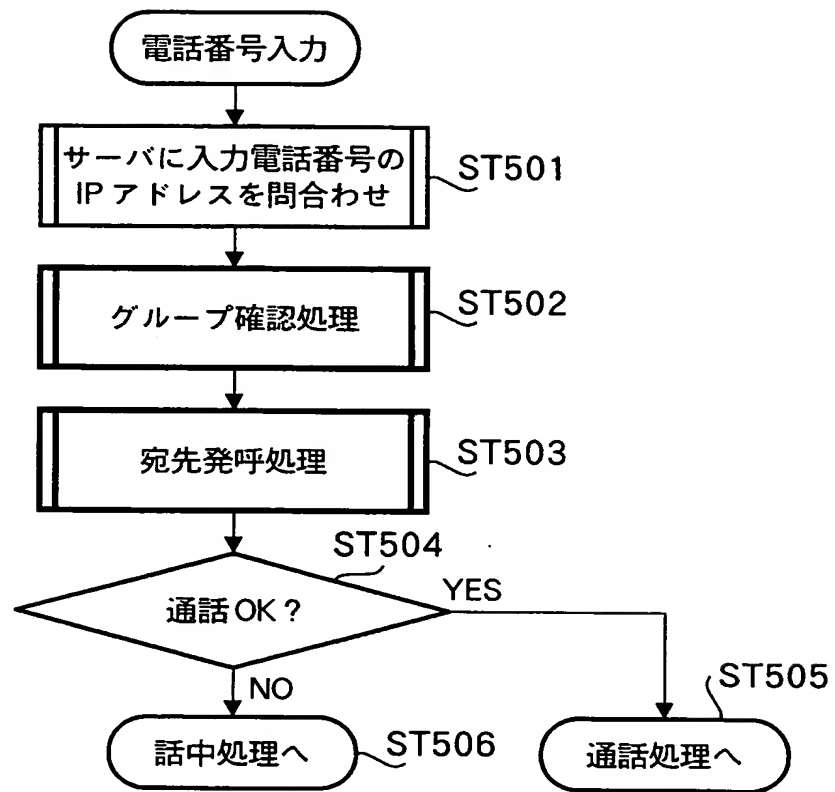 電話番号入力
サーバに入力電話番号の
IPアドレスを問合わせ
ST501
グループ確認処理
ST502
宛先発呼処理
ST503
ST504
通話OK?
YES
NO
ST505
話中処理へ
ST506
通話処理へ